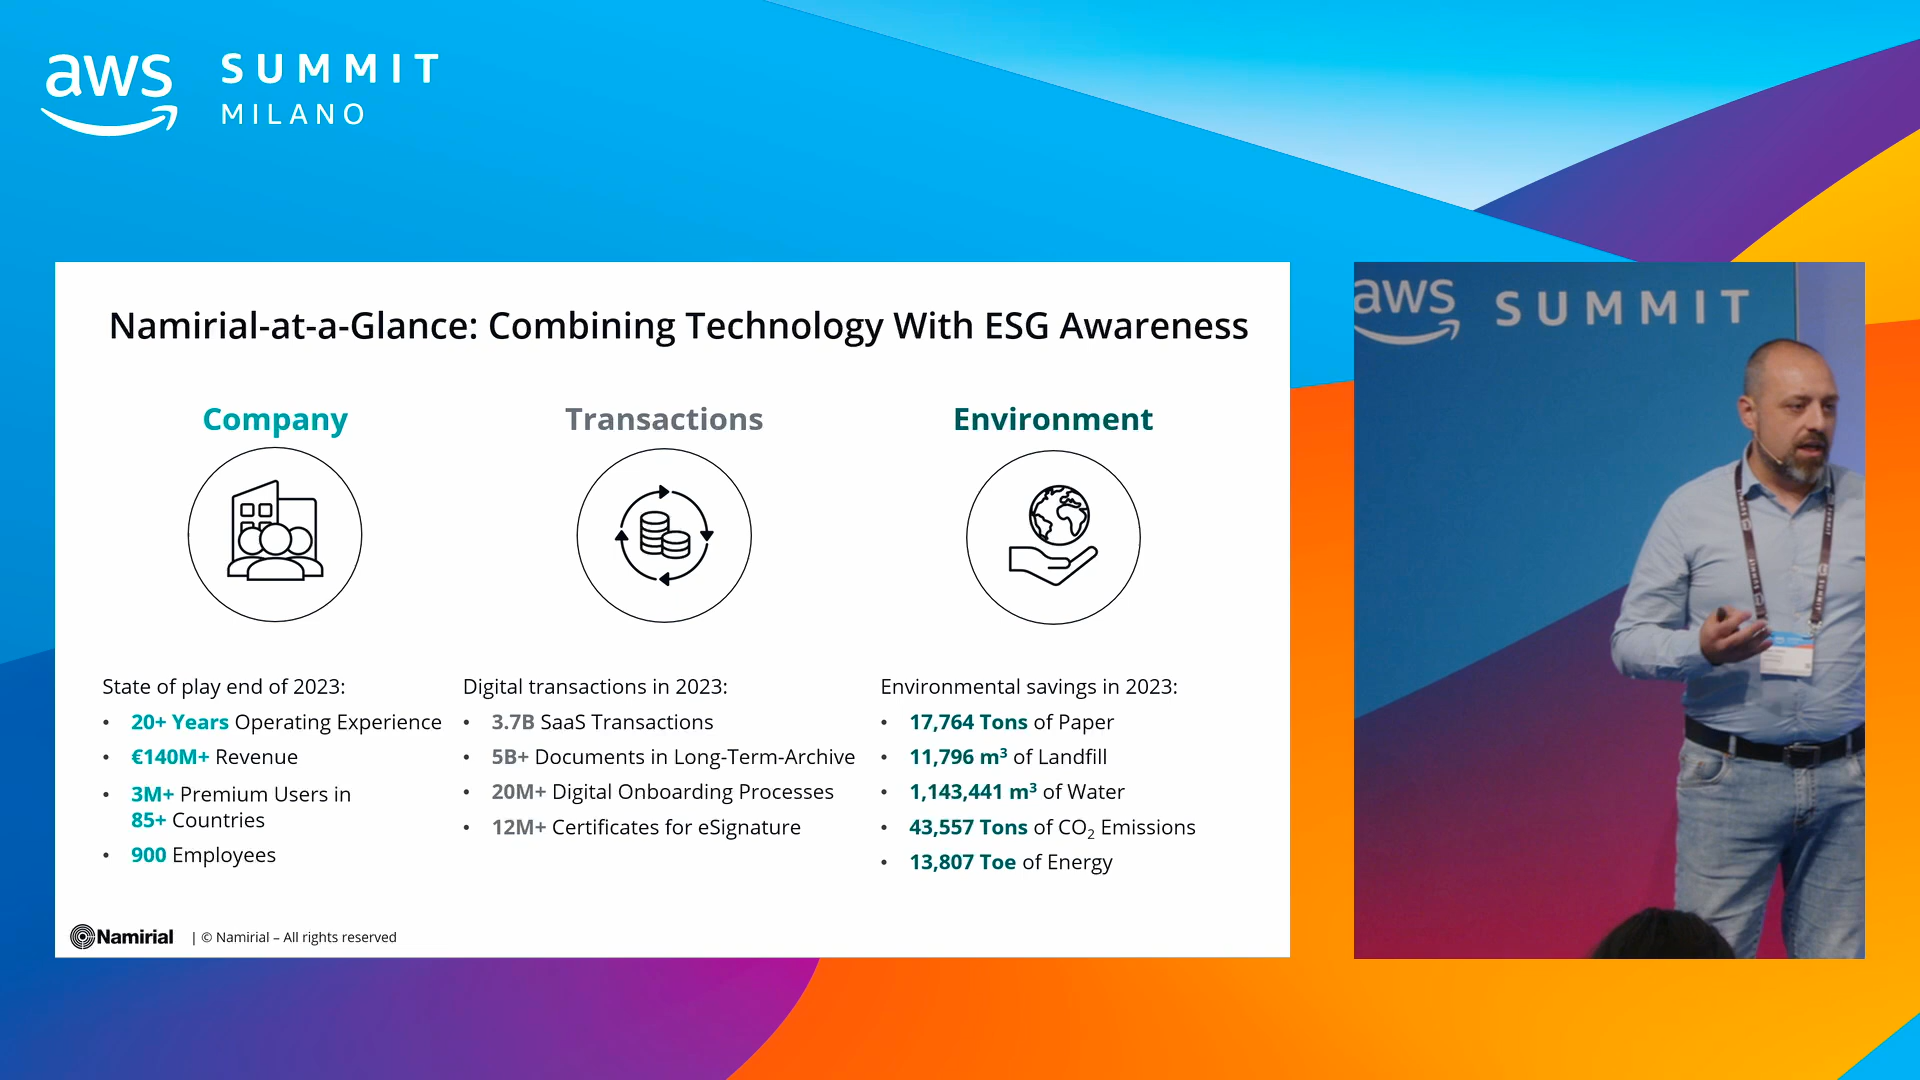 aws SUMMIT
MILANO
Namirial-at-a-Glance: Combining Technology With ESG Awareness
Company
State of play end of 2023:
• 20+ Years Operating Experience
• €140M+ Revenue
• 3M+ Premium Users in
85+ Countries
• 900 Employees
Transactions
Digital transactions in 2023:
• 3.7B SaaS Transactions
• 5B+ Documents in Long-Term-Archive
• 20M+ Digital Onboarding Processes
• 12M+ Certificates for eSignature
Environment
Environmental savings in 2023:
• 17,764 Tons of Paper
• 11,796 m³ of Landfill
• 1,143,441 m³ of Water
• 43,557 Tons of CO₂ Emissions
• 13,807 Toe of Energy
Namirial | © Namirial – All rights reserved
aws SUMMIT